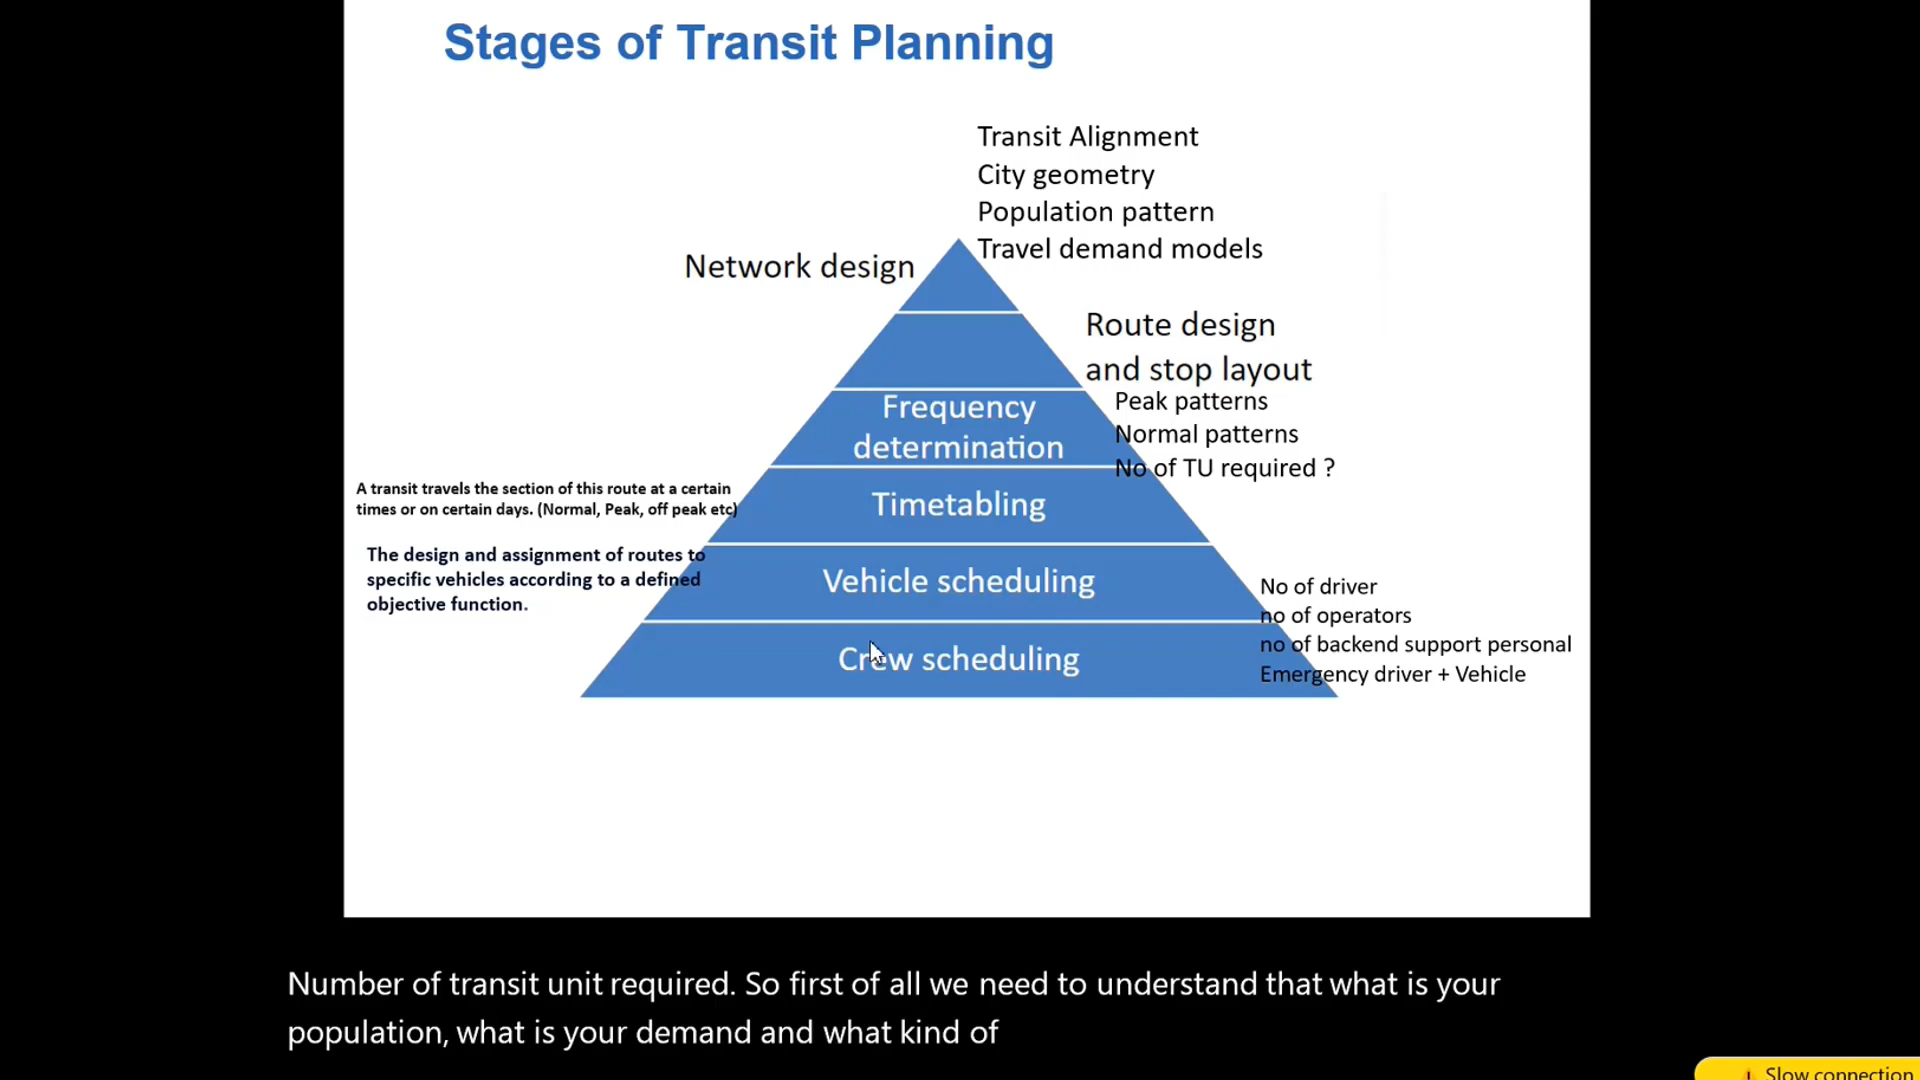 Stages of Transit Planning
Transit Alignment
City geometry
Population pattern
Travel demand models
Network design
Route design
and stop layout
Frequency
determination
Peak patterns
Normal patterns
No of TU required ?
A transit travels the section of this route at a certain
times or on certain days. (Normal, Peak, off peak etc)
Timetabling
The design and assignment of routes to
specific vehicles according to a defined
objective function.
Vehicle scheduling
Crew scheduling
No of driver
no of operators
no of backend support personal
Emergency driver + Vehicle
Number of transit unit required. So first of all we need to understand that what is your
population, what is your demand and what kind of
Slow connection